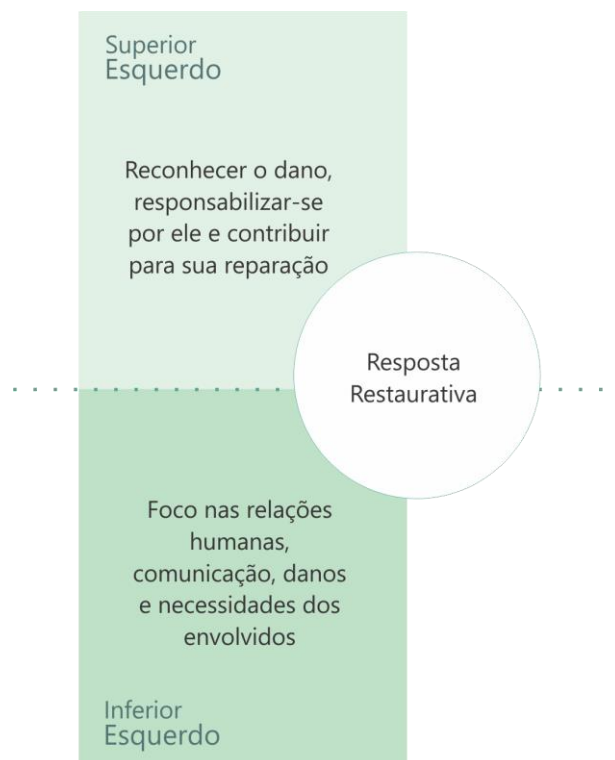 Superior
Esquerdo
Reconhecer o dano,
responsabilizar-se
por ele e contribuir
para sua reparação
Resposta
Restaurativa
Foco nas relações
humanas,
comunicação, danos
e necessidades dos
envolvidos
Inferior
Esquerdo